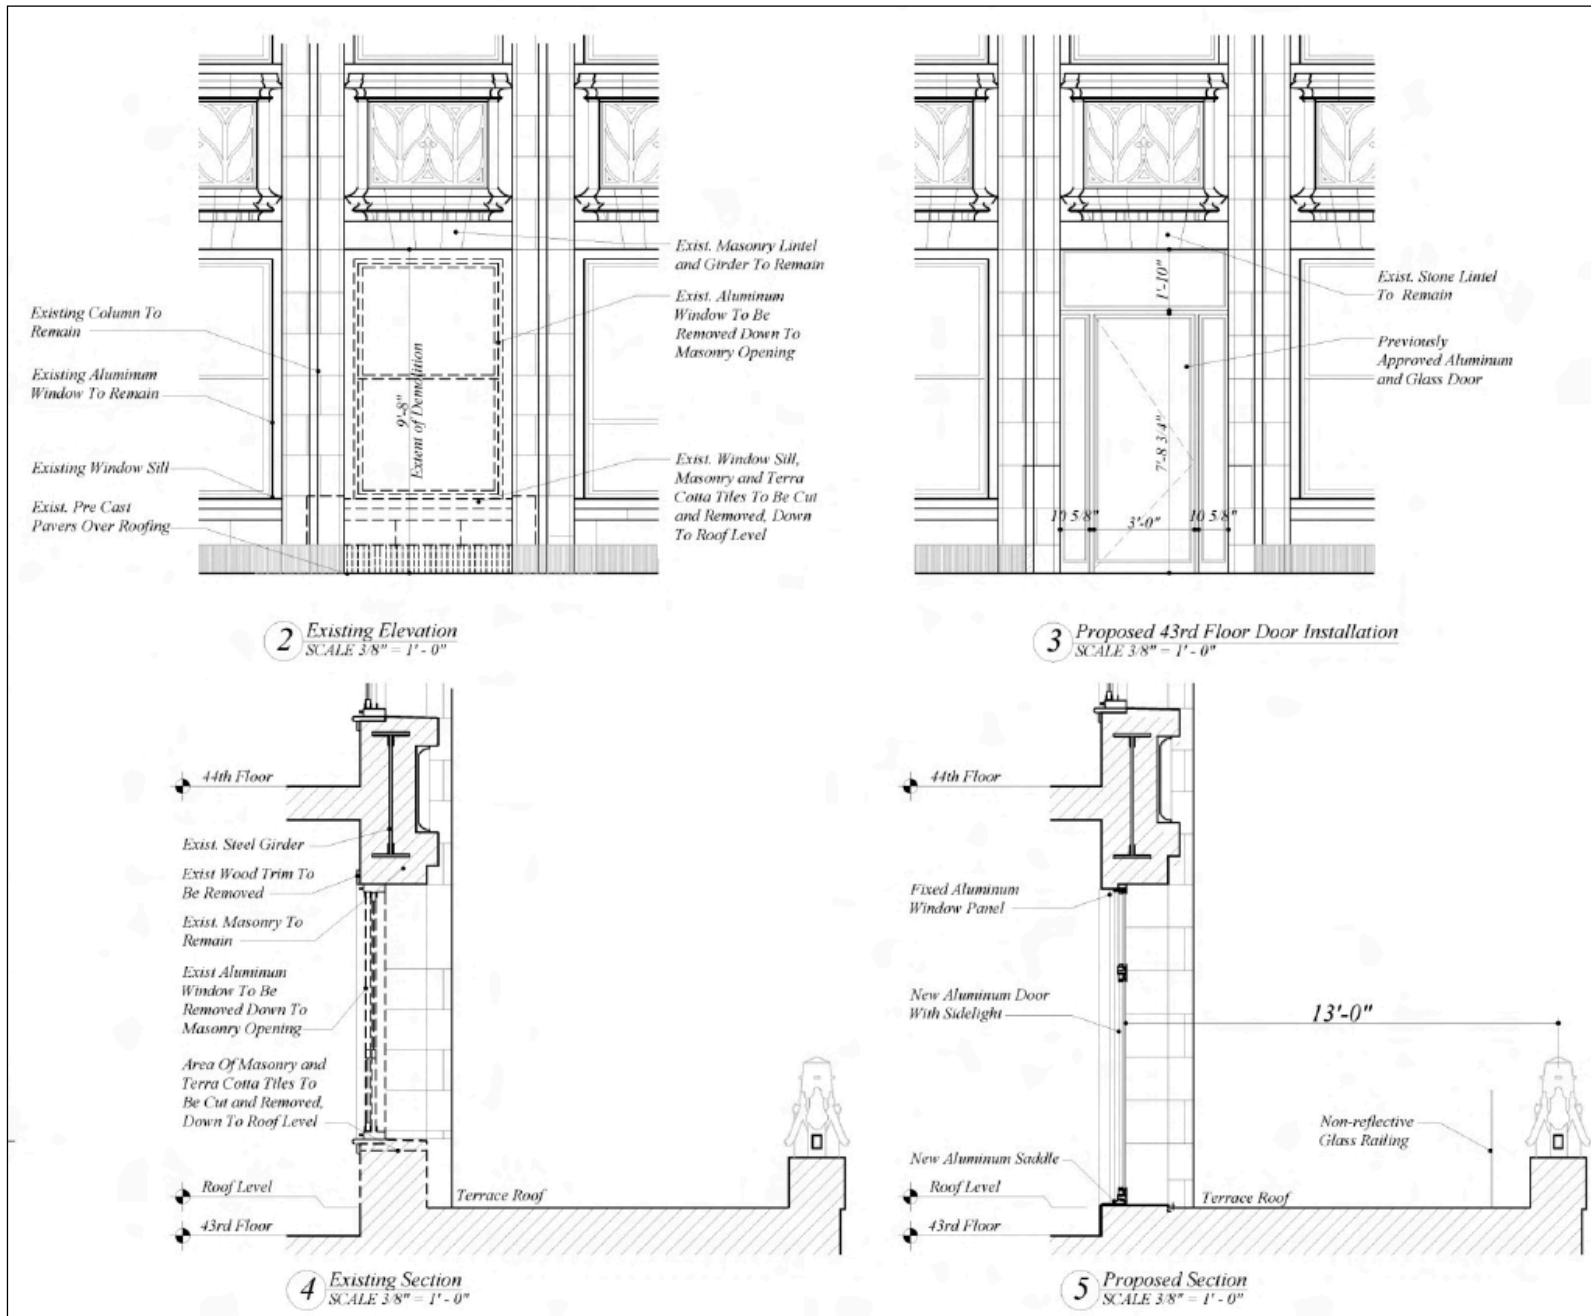 Exist. Masonry Lintel
and Girder To Remain
Exist. Aluminum
Window To Be
Removed Down To
Masonry Opening
Existing Column To
Remain
Existing Aluminum
Window To Remain
9'-8"
Extent of Demolition
Existing Window Sill
Exist. Window Sill,
Masonry and Terra
Cotta Tiles To Be Cut
and Removed, Down
To Roof Level
Exist. Pre Cast
Pavers Over Roofing
2 Existing Elevation
SCALE 3/8" = 1' - 0"
Exist. Stone Lintel
To Remain
1'-10"
Previously
Approved Aluminum
and Glass Door
7'-8 3/4"
10 5/8"
3'-0"
10 5/8"
3 Proposed 43rd Floor Door Installation
SCALE 3/8" = 1' - 0"
44th Floor
Exist. Steel Girder
Exist Wood Trim To
Be Removed
Exist. Masonry To
Remain
Exist Aluminum
Window To Be
Removed Down To
Masonry Opening
Area Of Masonry and
Terra Cotta Tiles To
Be Cut and Removed,
Down To Roof Level
Roof Level
Terrace Roof
43rd Floor
4 Existing Section
SCALE 3/8" = 1' - 0"
44th Floor
Fixed Aluminum
Window Panel
New Aluminum Door
With Sidelight
13'-0"
Non-reflective
Glass Railing
New Aluminum Saddle
Roof Level
Terrace Roof
43rd Floor
5 Proposed Section
SCALE 3/8" = 1' - 0"